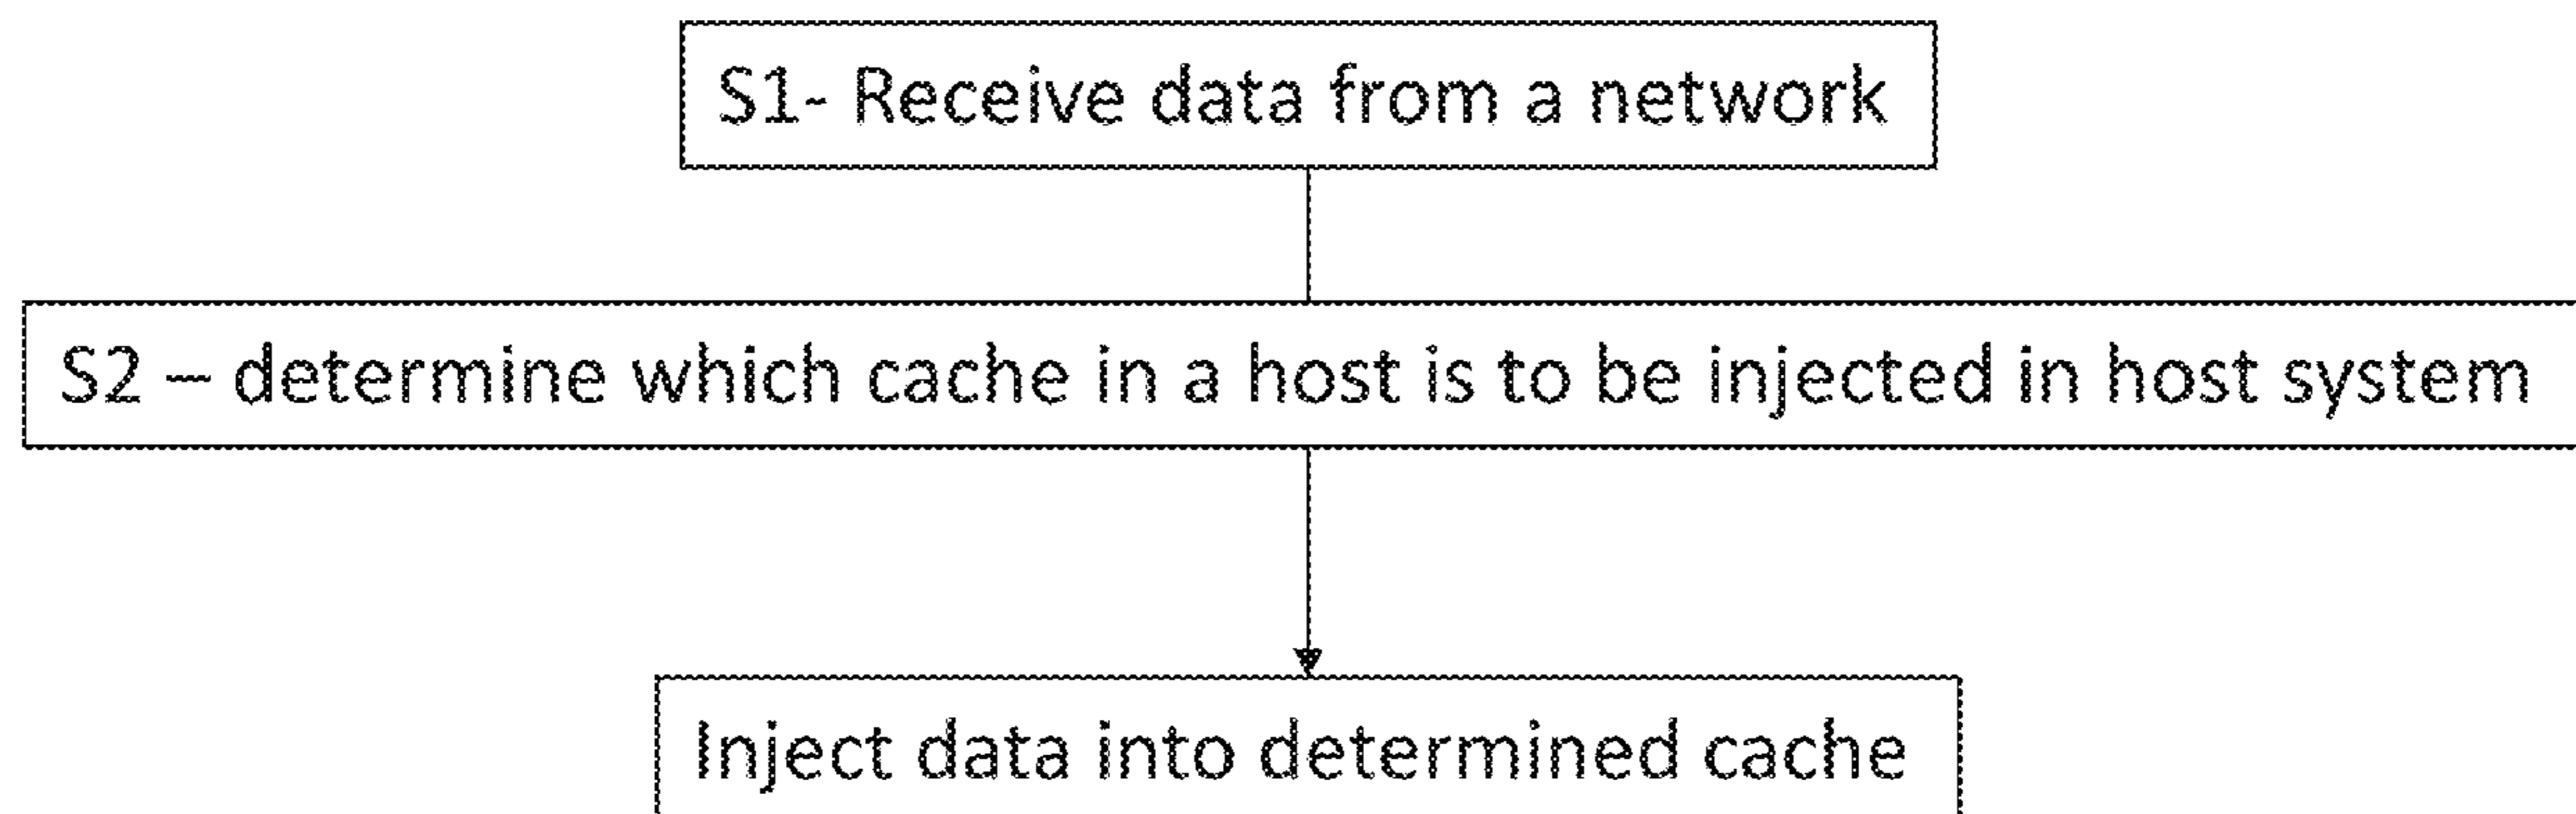 S1- Receive data from a network
S2 – determine which cache in a host is to be injected in host system
Inject data into determined cache